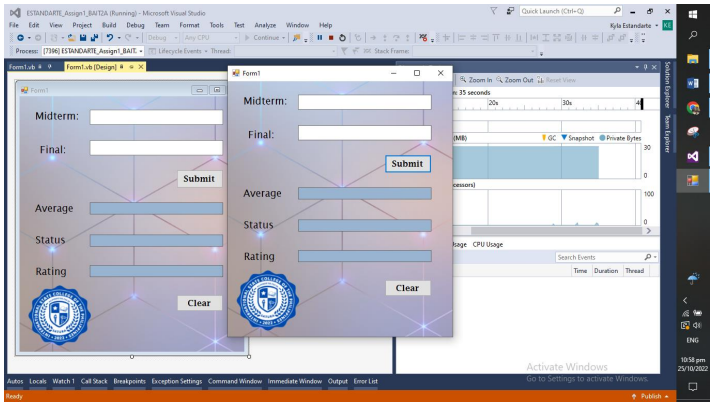 ESTANDARTE_Assign1_BAIT2A (Running) - Microsoft Visual Studio
Quick Launch (Ctrl+Q)
File Edit View Project Build Debug Team Format Tools Test Analyze Window Help
Kyla Estandarte KE
Debug Any CPU Continue
Process: [7396] ESTANDARTE_Assign1_BAIT. Lifecycle Events Thread: Stack Frame:
Form1.vb Form1.vb [Design]
Solution Explorer
Team Explorer
Zoom In Zoom Out Reset View
35 seconds
20s 30s
(MB) GC Snapshot Private Bytes
30
0
100
0
Usage CPU Usage
Search Events
Time Duration Thread
Form1
Midterm:
Final:
Submit
Average
Status
Rating
Clear
Form1
Midterm:
Final:
Submit
Average
Status
Rating
Clear
Activate Windows
Go to Settings to activate Windows.
Autos Locals Watch 1 Call Stack Breakpoints Exception Settings Command Window Immediate Window Output Error List
Ready
Publish
ENG
10:58 pm
25/10/2022